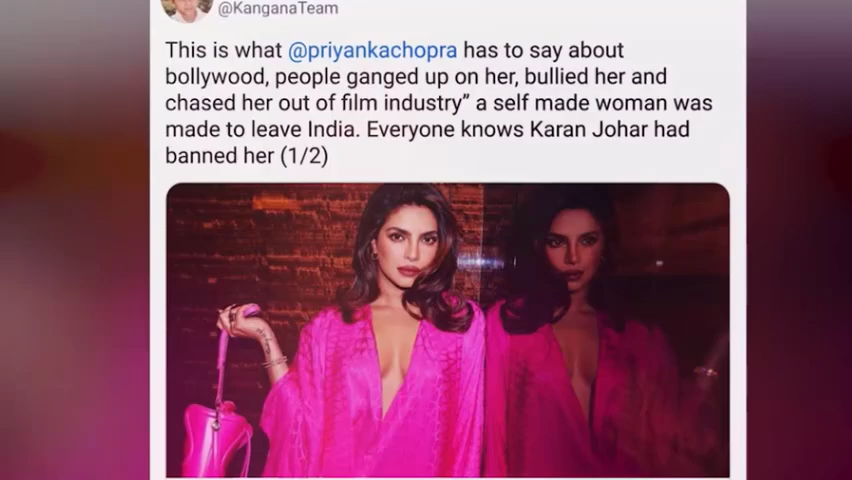 @KanganaTeam
This is what @priyankachopra has to say about
bollywood, people ganged up on her, bullied her and
chased her out of film industry” a self made woman was
made to leave India. Everyone knows Karan Johar had
banned her (1/2)